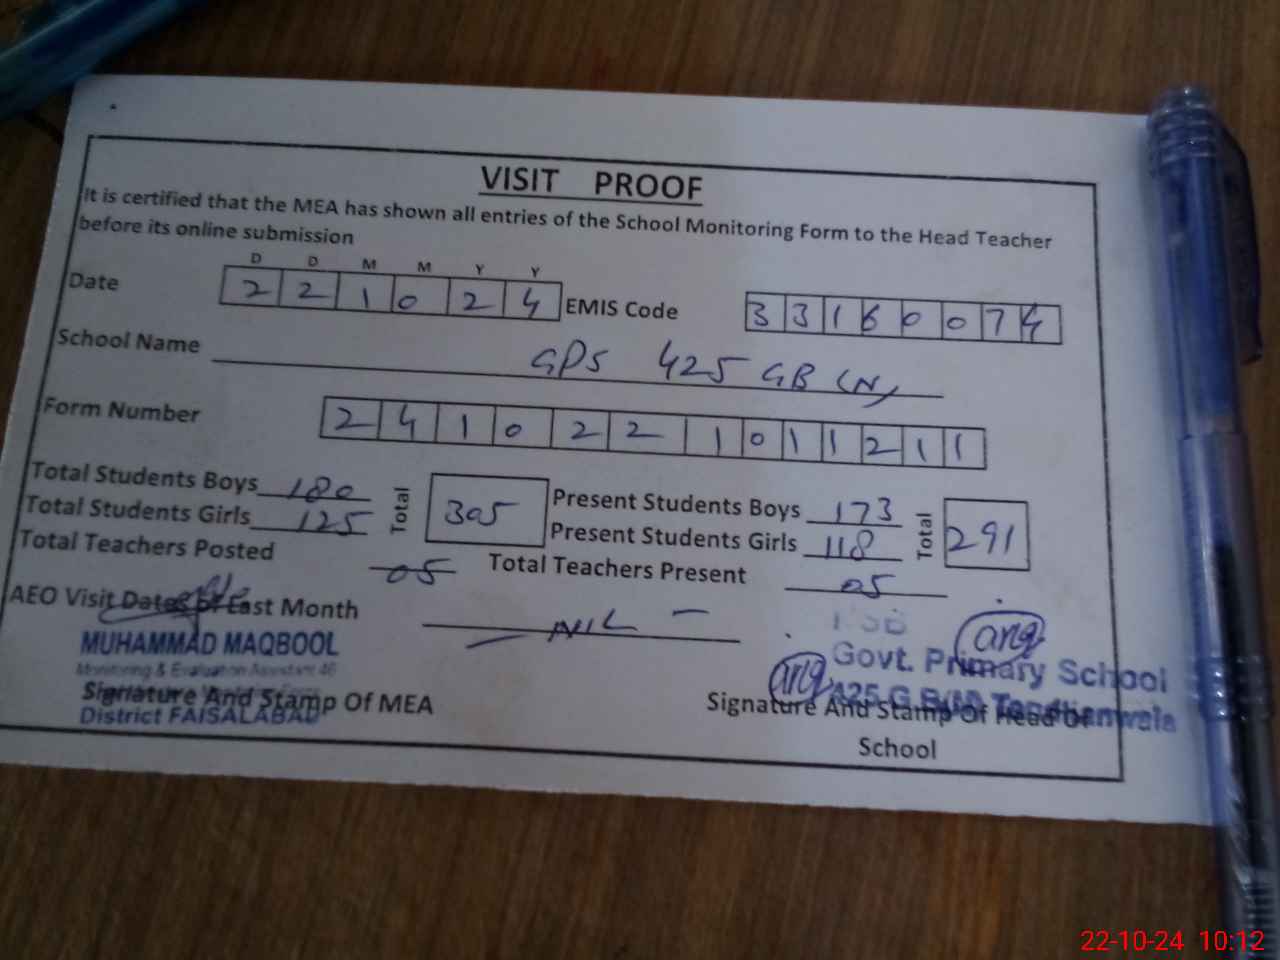 VISIT PROOF
It is certified that the MEA has shown all entries of the School Monitoring Form to the Head Teacher
before its online submission
D D M M Y Y
Date 2 2 1 0 2 4 EMIS Code 3 3 1 6 0 0 7 4
School Name GPS 425 GB (N)
Form Number 2 4 1 0 2 2 1 0 1 1 2 1 1
Total Students Boys 180 Total 305 Present Students Boys 173 Total 291
Total Students Girls 125 Present Students Girls 118
Total Teachers Posted 05 Total Teachers Present 05
AEO Visit Dates of Last Month - NIL -
MUHAMMAD MAQBOOL
Monitoring & Evaluation Assistant 46
District FAISALABAD
Signature And Stamp Of MEA
Govt. Primary School
425 G.B
Signature And Stamp Of Head Of
School
22-10-24 10:12